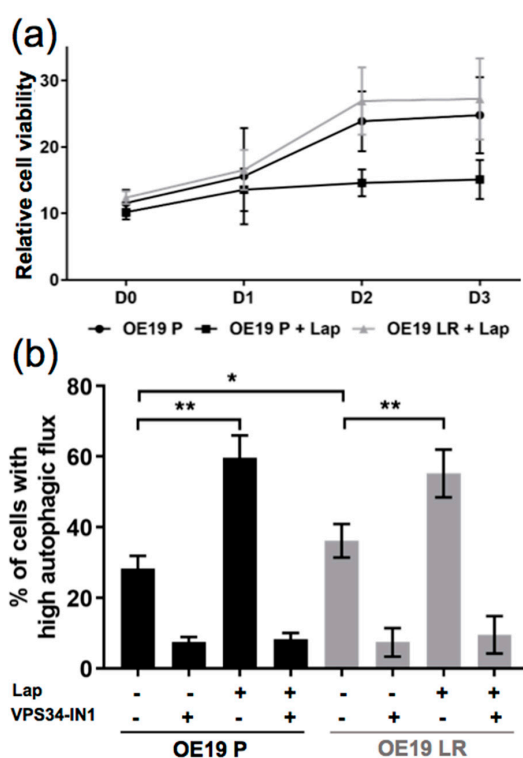 (a)
Relative cell viability
30
20
10
0
D0 D1 D2 D3
OE19 P OE19 P + Lap OE19 LR + Lap
(b)
% of cells with
high autophagic flux
80
60
40
20
0
*
** **
Lap - - + + - - + +
VPS34-IN1 - + - + - + - +
OE19 P OE19 LR